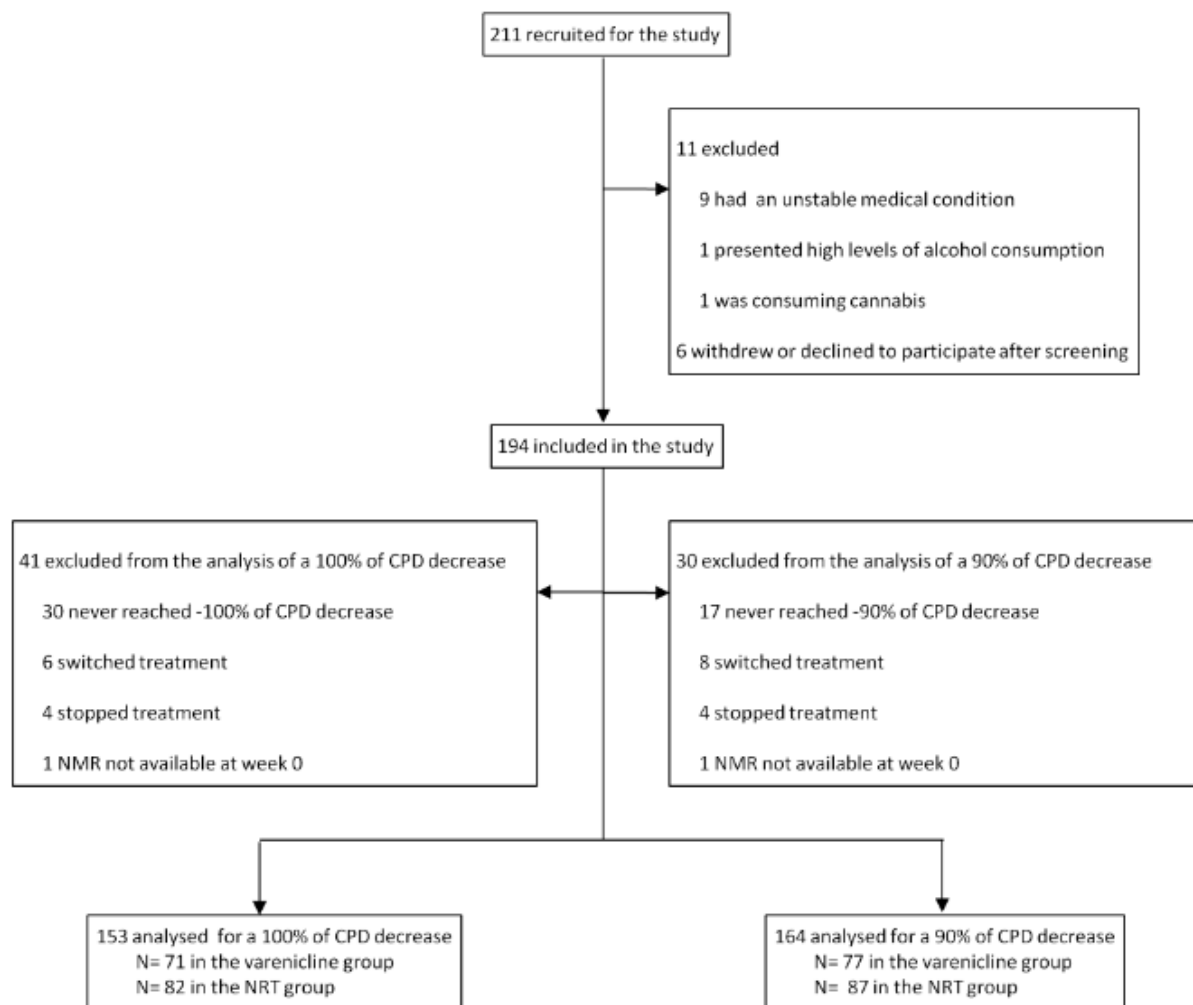 211 recruited for the study
11 excluded
9 had an unstable medical condition
1 presented high levels of alcohol consumption
1 was consuming cannabis
6 withdrew or declined to participate after screening
194 included in the study
41 excluded from the analysis of a 100% of CPD decrease
30 never reached -100% of CPD decrease
6 switched treatment
4 stopped treatment
1 NMR not available at week 0
30 excluded from the analysis of a 90% of CPD decrease
17 never reached -90% of CPD decrease
8 switched treatment
4 stopped treatment
1 NMR not available at week 0
153 analysed for a 100% of CPD decrease
N= 71 in the varenicline group
N= 82 in the NRT group
164 analysed for a 90% of CPD decrease
N= 77 in the varenicline group
N= 87 in the NRT group